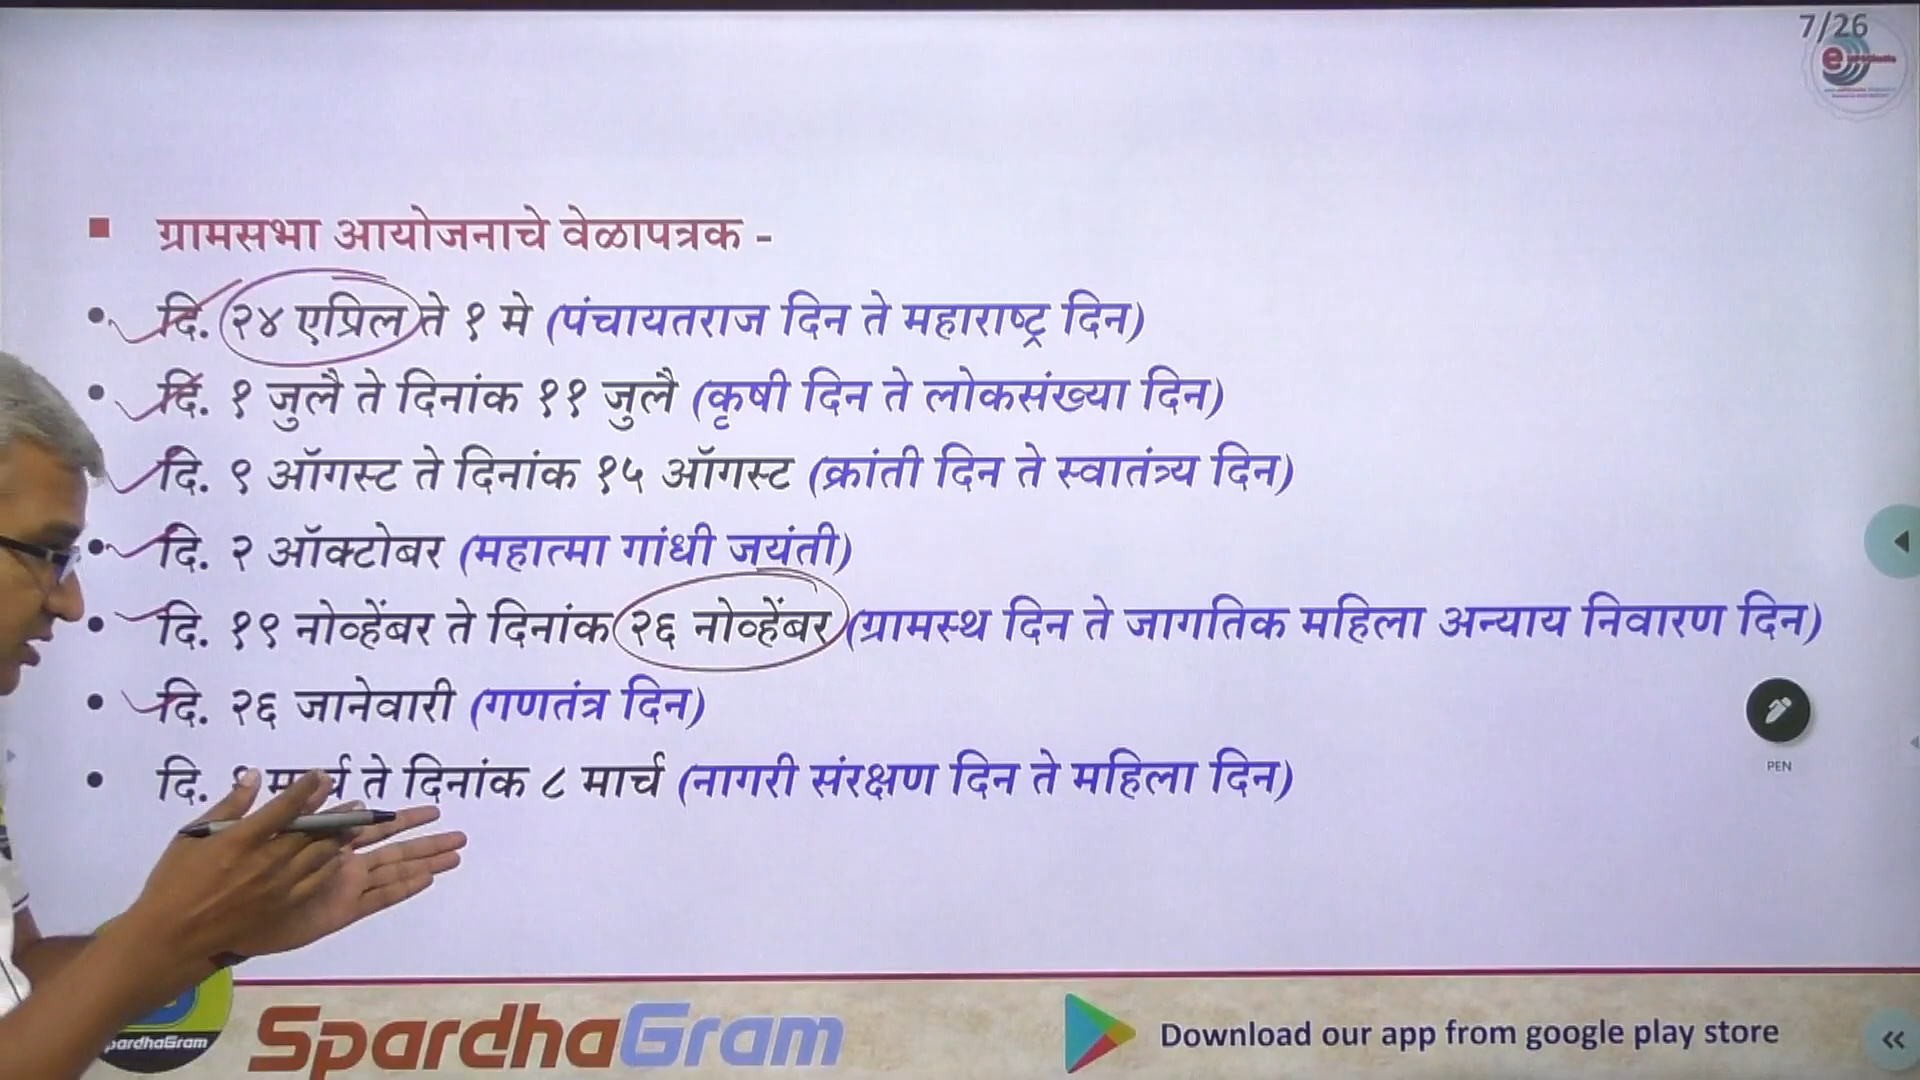 7/26
ग्रामसभा आयोजनाचे वेळापत्रक -
दि. २४ एप्रिल ते १ मे (पंचायतराज दिन ते महाराष्ट्र दिन)
दि. १ जुलै ते दिनांक ११ जुलै (कृषी दिन ते लोकसंख्या दिन)
दि. ९ ऑगस्ट ते दिनांक १५ ऑगस्ट (क्रांती दिन ते स्वातंत्र्य दिन)
दि. २ ऑक्टोबर (महात्मा गांधी जयंती)
दि. १९ नोव्हेंबर ते दिनांक २६ नोव्हेंबर (ग्रामस्थ दिन ते जागतिक महिला अन्याय निवारण दिन)
दि. २६ जानेवारी (गणतंत्र दिन)
दि. मार्च ते दिनांक ८ मार्च (नागरी संरक्षण दिन ते महिला दिन)
PEN
pardhaGram
SpardhaGram
Download our app from google play store